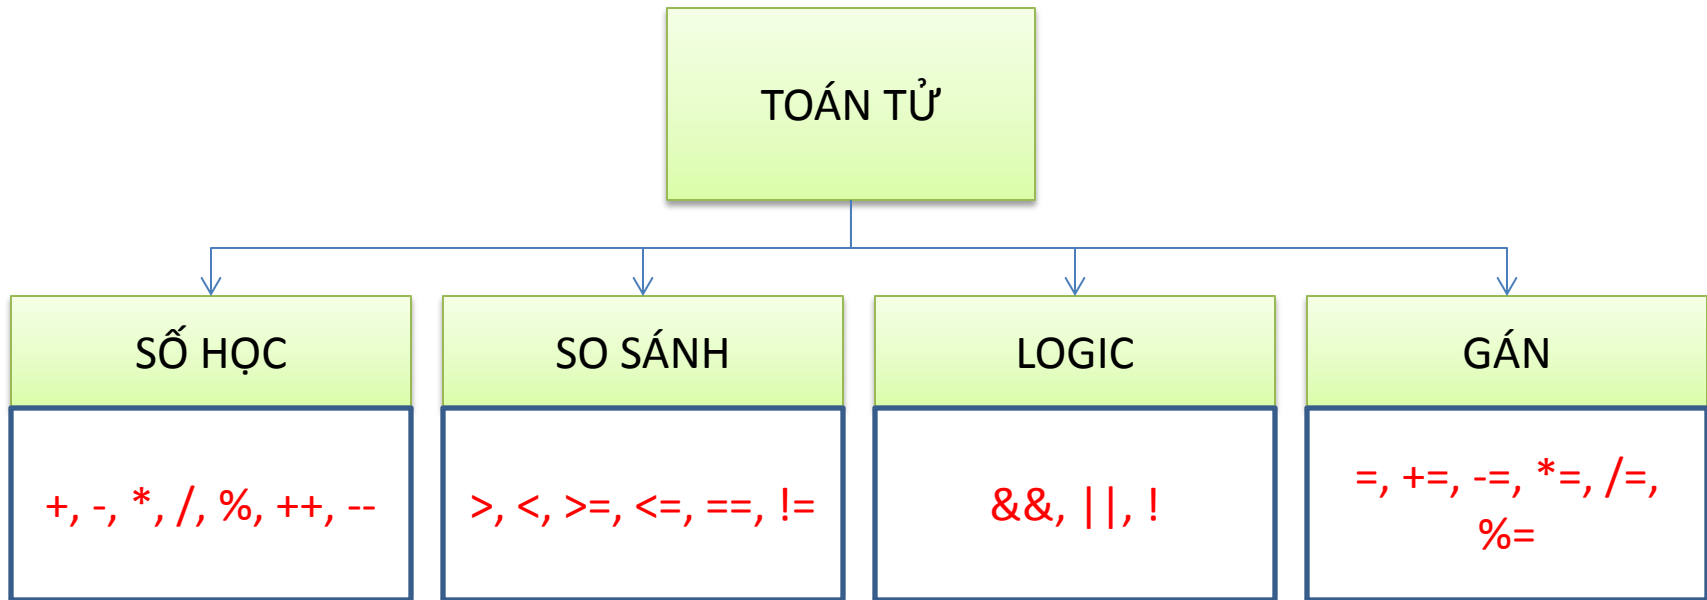 TOÁN TỬ
SỐ HỌC
SO SÁNH
LOGIC
GÁN
+, -, *, /, %, ++, --
>, <, >=, <=, ==, !=
&&, ||, !
=, +=, -=, *=, /=,
%=